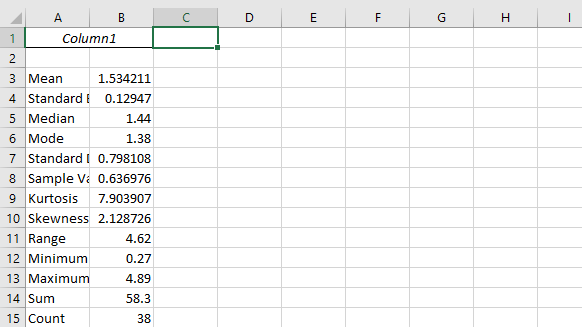 A B C D E F G H I
1 Column1
2
3 Mean 1.534211
4 Standard E 0.12947
5 Median 1.44
6 Mode 1.38
7 Standard D 0.798108
8 Sample Va 0.636976
9 Kurtosis 7.903907
10 Skewness 2.128726
11 Range 4.62
12 Minimum 0.27
13 Maximum 4.89
14 Sum 58.3
15 Count 38